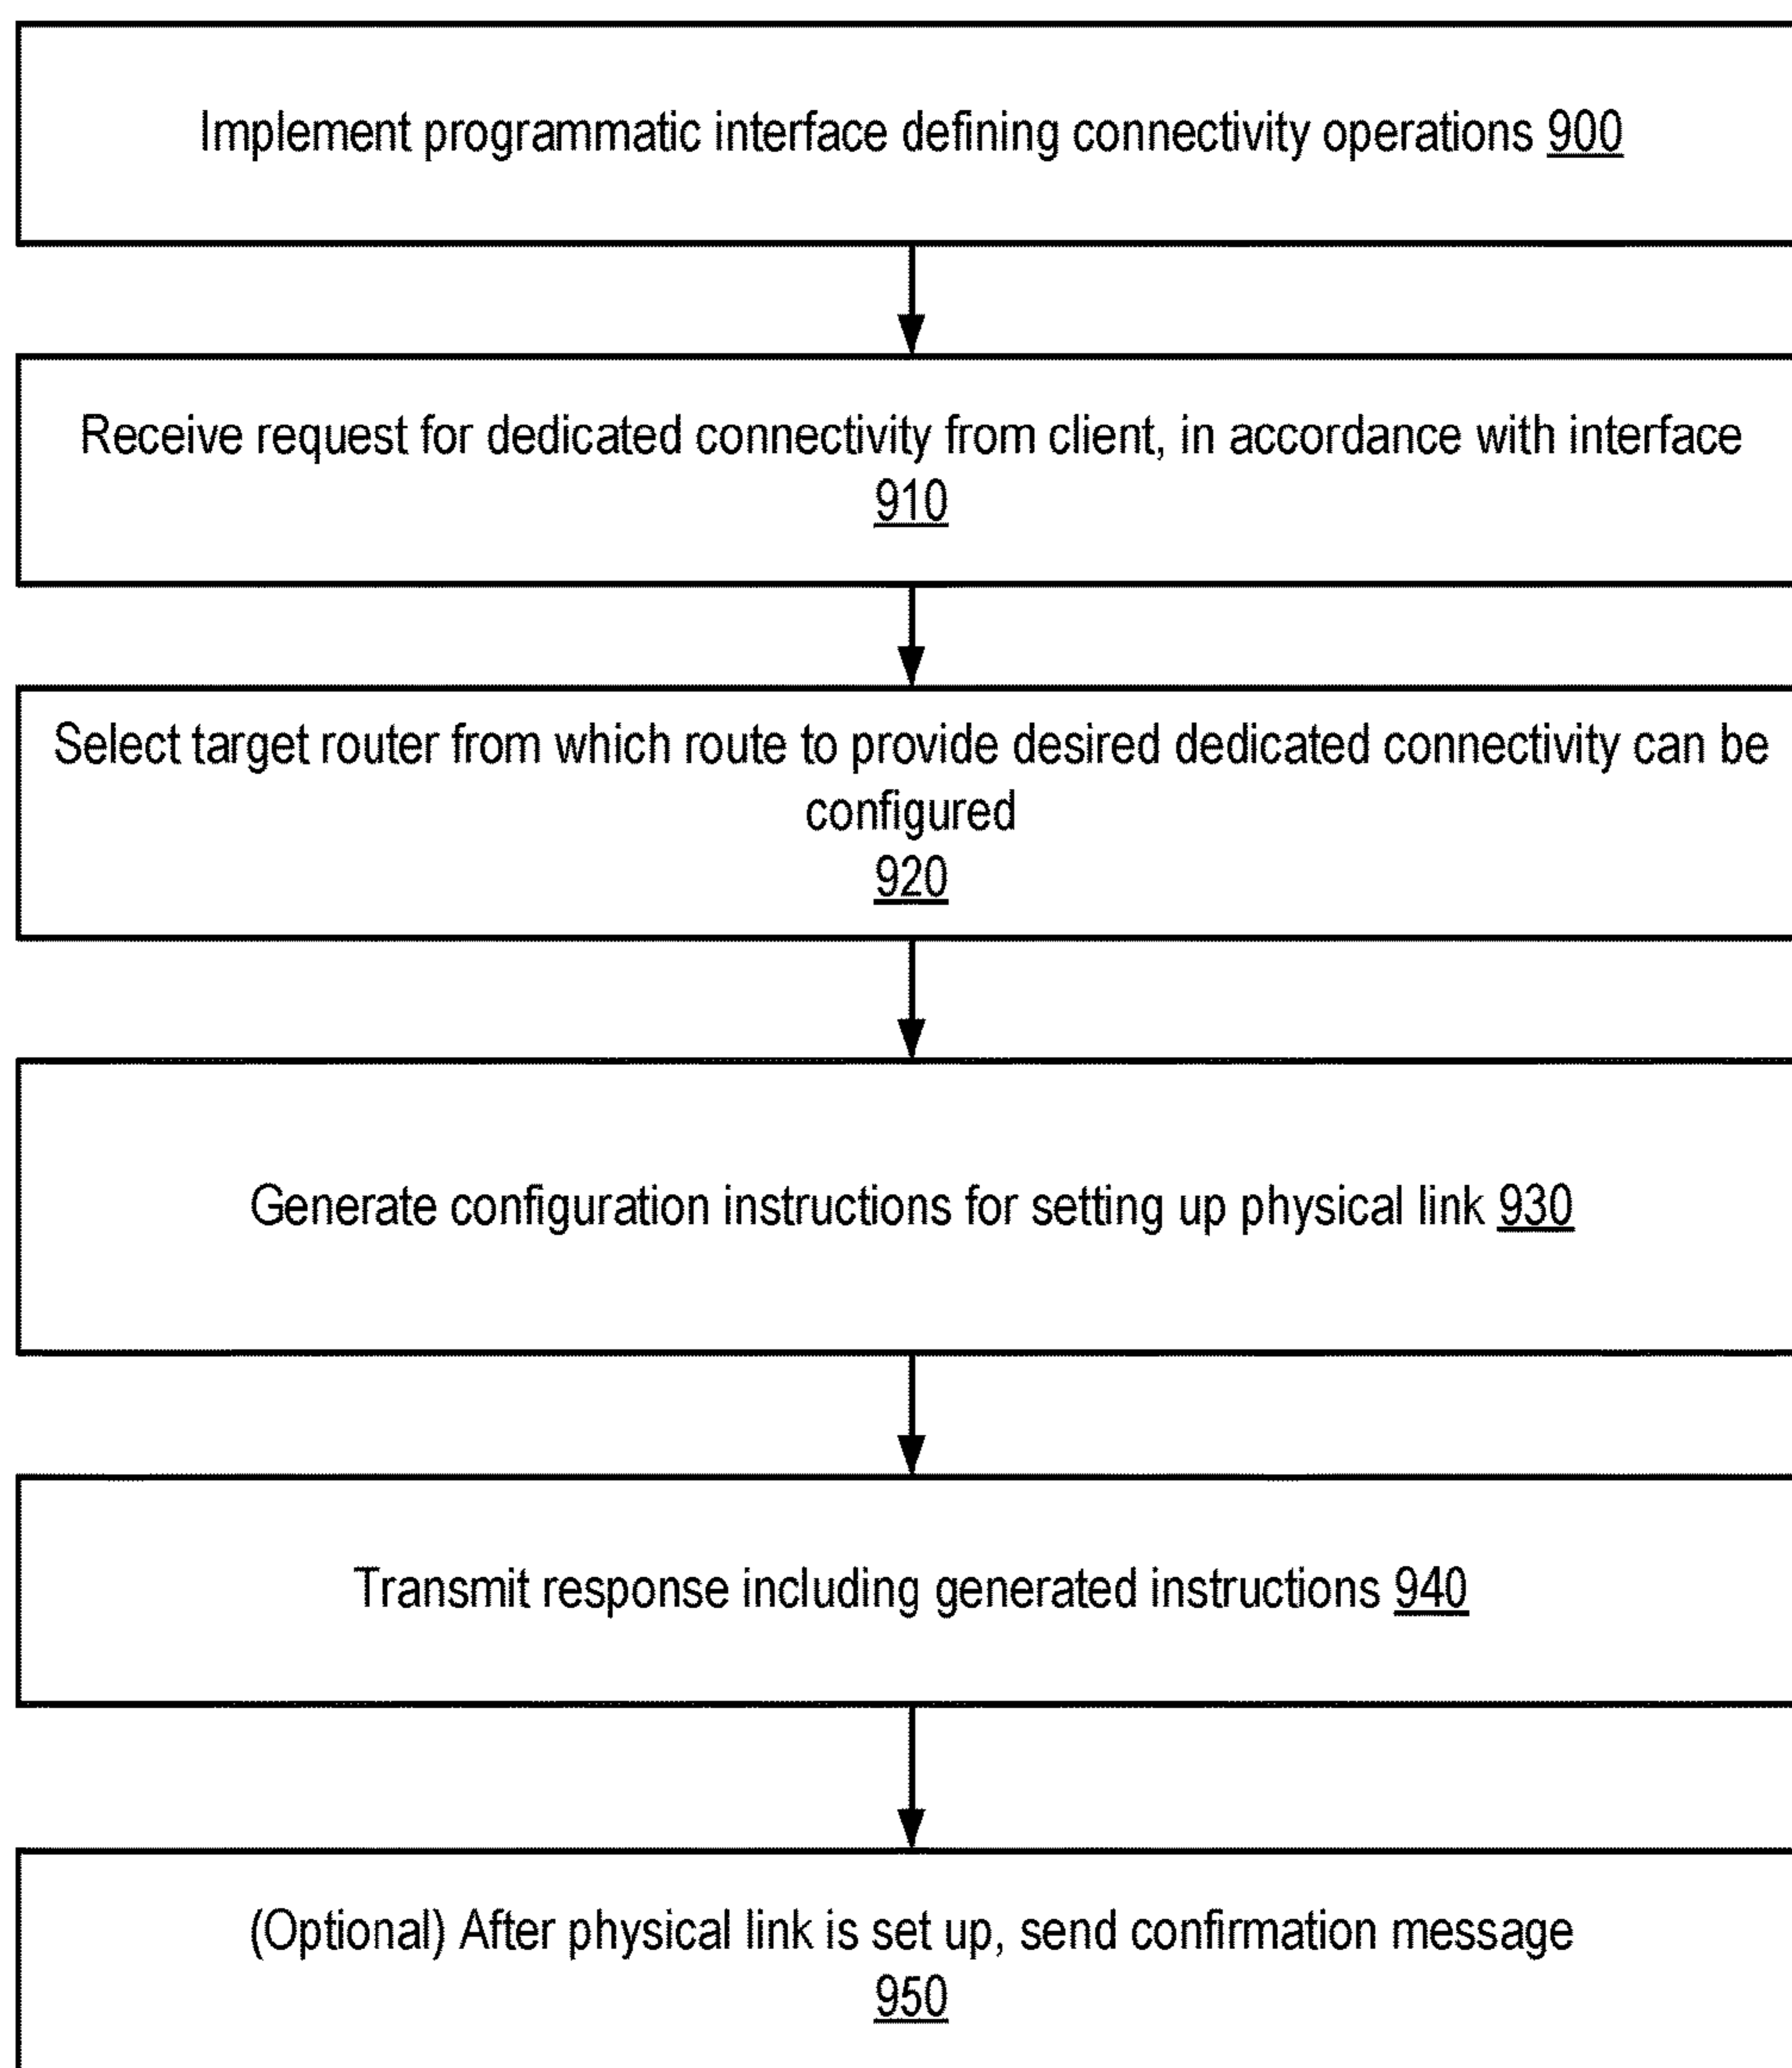 Implement programmatic interface defining connectivity operations 900
Receive request for dedicated connectivity from client, in accordance with interface
910
Select target router from which route to provide desired dedicated connectivity can be
configured
920
Generate configuration instructions for setting up physical link 930
Transmit response including generated instructions 940
(Optional) After physical link is set up, send confirmation message
950